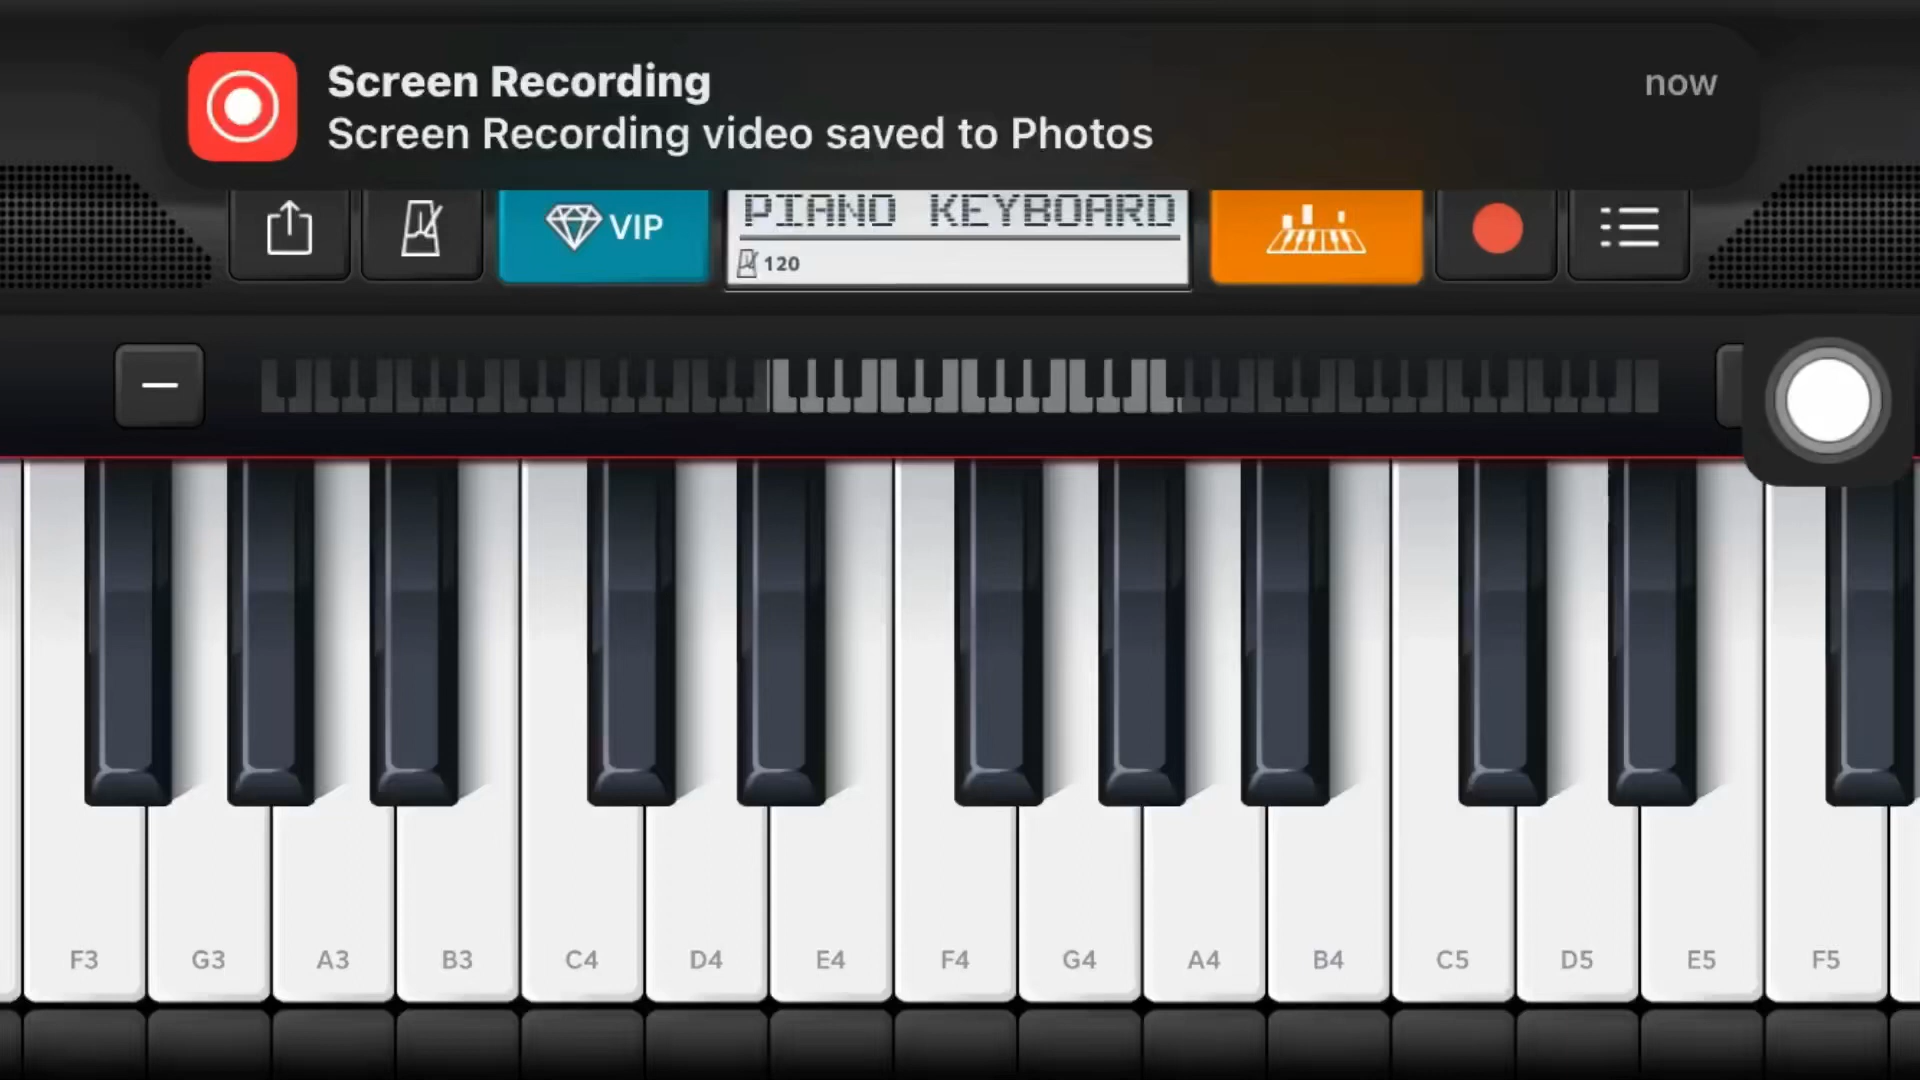 Screen Recording
now
Screen Recording video saved to Photos
VIP
PIANO KEYBOARD
120
F3 G3 A3 B3 C4 D4 E4 F4 G4 A4 B4 C5 D5 E5 F5